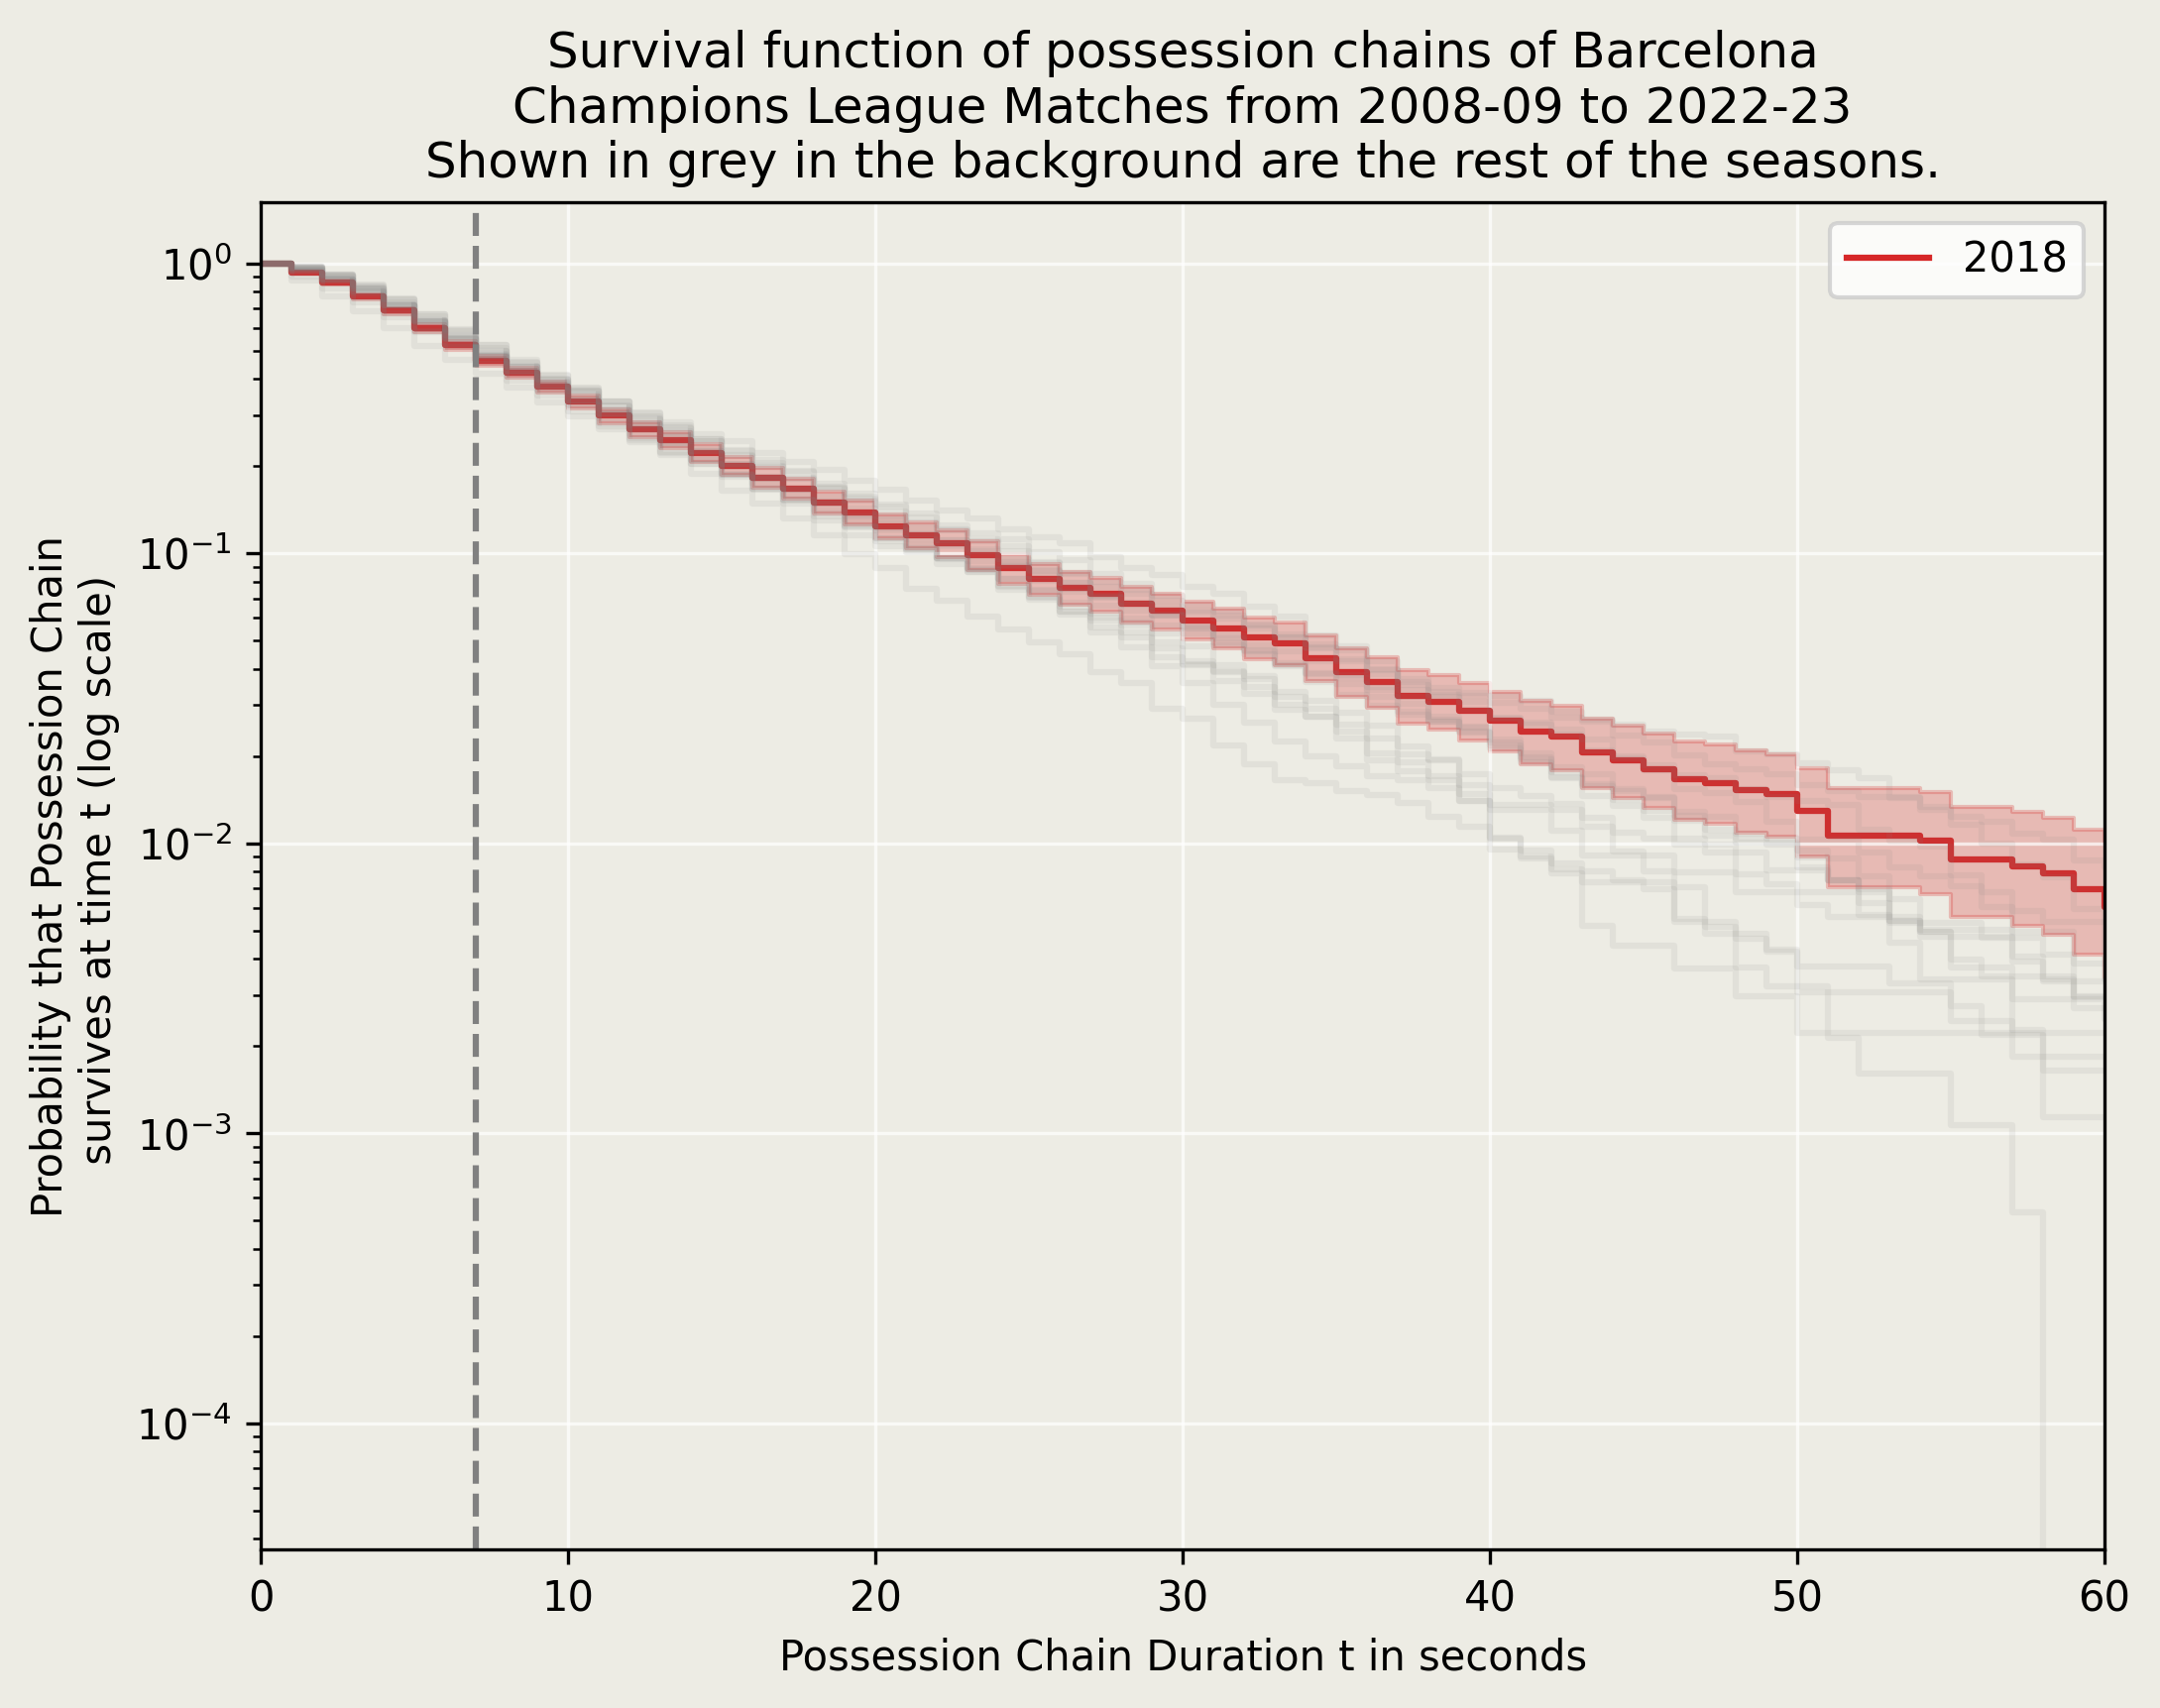 Survival function of possession chains of Barcelona
Champions League Matches from 2008-09 to 2022-23
Shown in grey in the background are the rest of the seasons.
2018
10⁰
10⁻¹
10⁻²
10⁻³
10⁻⁴
Probability that Possession Chain
survives at time t (log scale)
0 10 20 30 40 50 60
Possession Chain Duration t in seconds